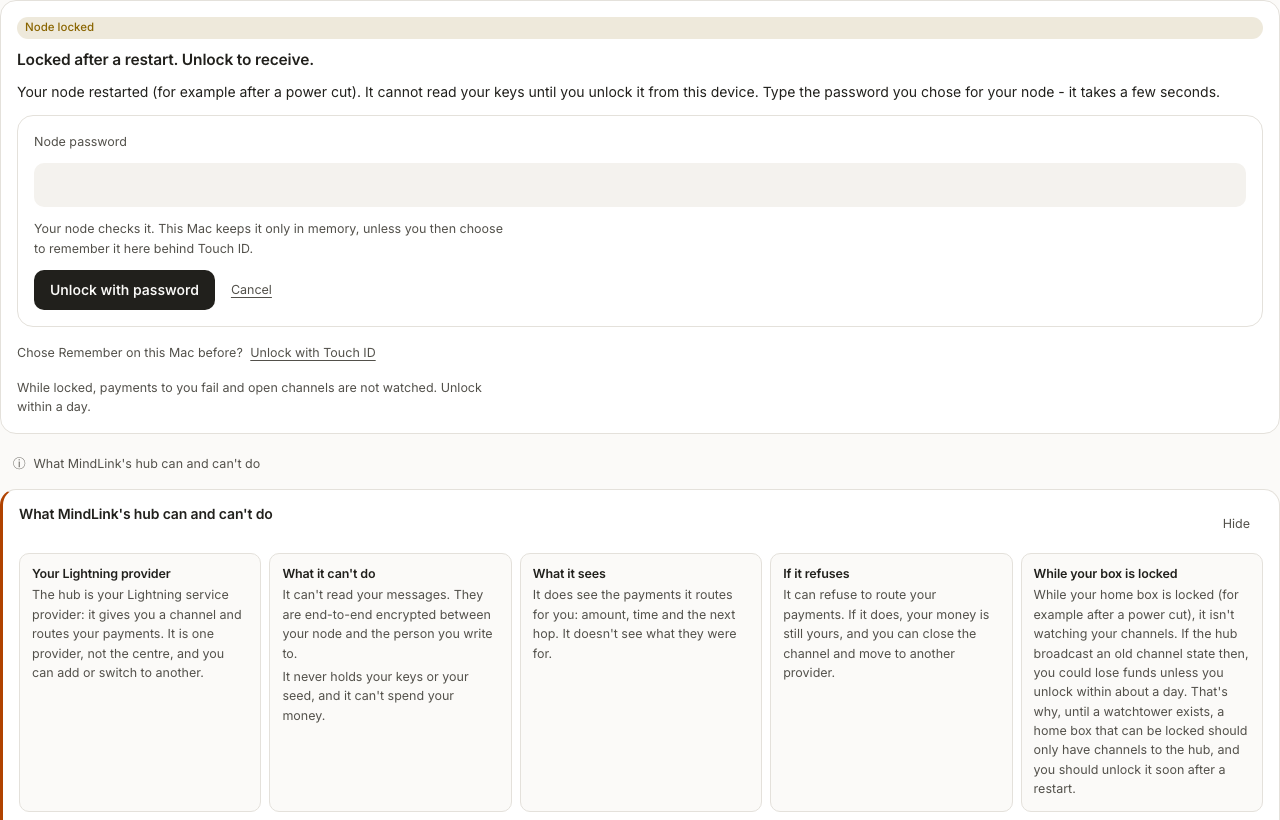 Node locked
Locked after a restart. Unlock to receive.
Your node restarted (for example after a power cut). It cannot read your keys until you unlock it from this device. Type the password you chose for your node - it takes a few seconds.
Node password
Your node checks it. This Mac keeps it only in memory, unless you then choose
to remember it here behind Touch ID.
Unlock with password
Cancel
Chose Remember on this Mac before? Unlock with Touch ID
While locked, payments to you fail and open channels are not watched. Unlock
within a day.
ⓘ What MindLink's hub can and can't do
What MindLink's hub can and can't do
Hide
Your Lightning provider
The hub is your Lightning service
provider: it gives you a channel and
routes your payments. It is one
provider, not the centre, and you
can add or switch to another.
What it can't do
It can't read your messages. They
are end-to-end encrypted between
your node and the person you write
to.
It never holds your keys or your
seed, and it can't spend your
money.
What it sees
It does see the payments it routes
for you: amount, time and the next
hop. It doesn't see what they were
for.
If it refuses
It can refuse to route your
payments. If it does, your money is
still yours, and you can close the
channel and move to another
provider.
While your box is locked
While your home box is locked (for
example after a power cut), it isn't
watching your channels. If the hub
broadcast an old channel state then,
you could lose funds unless you
unlock within about a day. That's
why, until a watchtower exists, a
home box that can be locked should
only have channels to the hub, and
you should unlock it soon after a
restart.